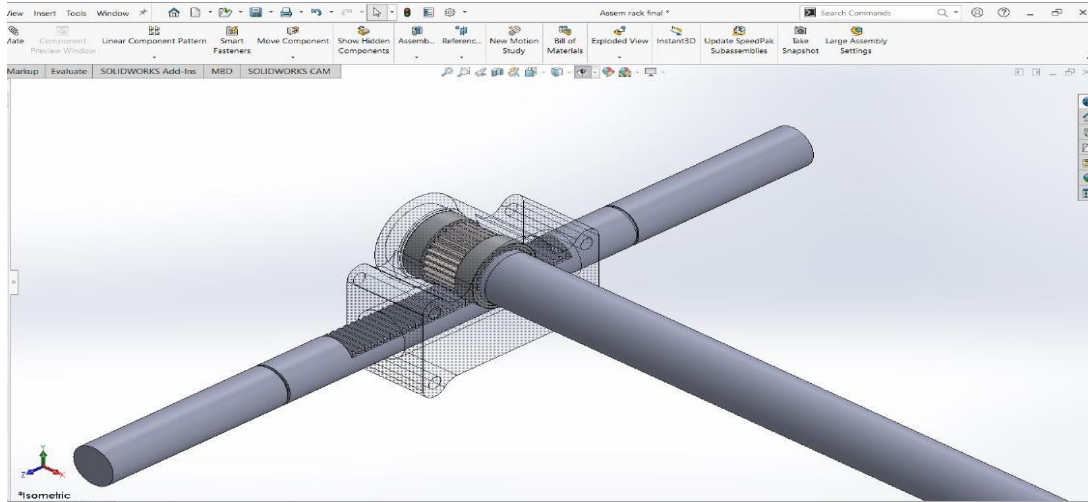 View Insert Tools Window Assem rack final * Search Commands
Mate Component Preview Window Linear Component Pattern Smart Fasteners Move Component Show Hidden Components Assemb... Referenc... New Motion Study Bill of Materials Exploded View Instant3D Update SpeedPak Subassemblies Take Snapshot Large Assembly Settings
Markup Evaluate SOLIDWORKS Add-Ins MBD SOLIDWORKS CAM
Y
Z
X
*Isometric